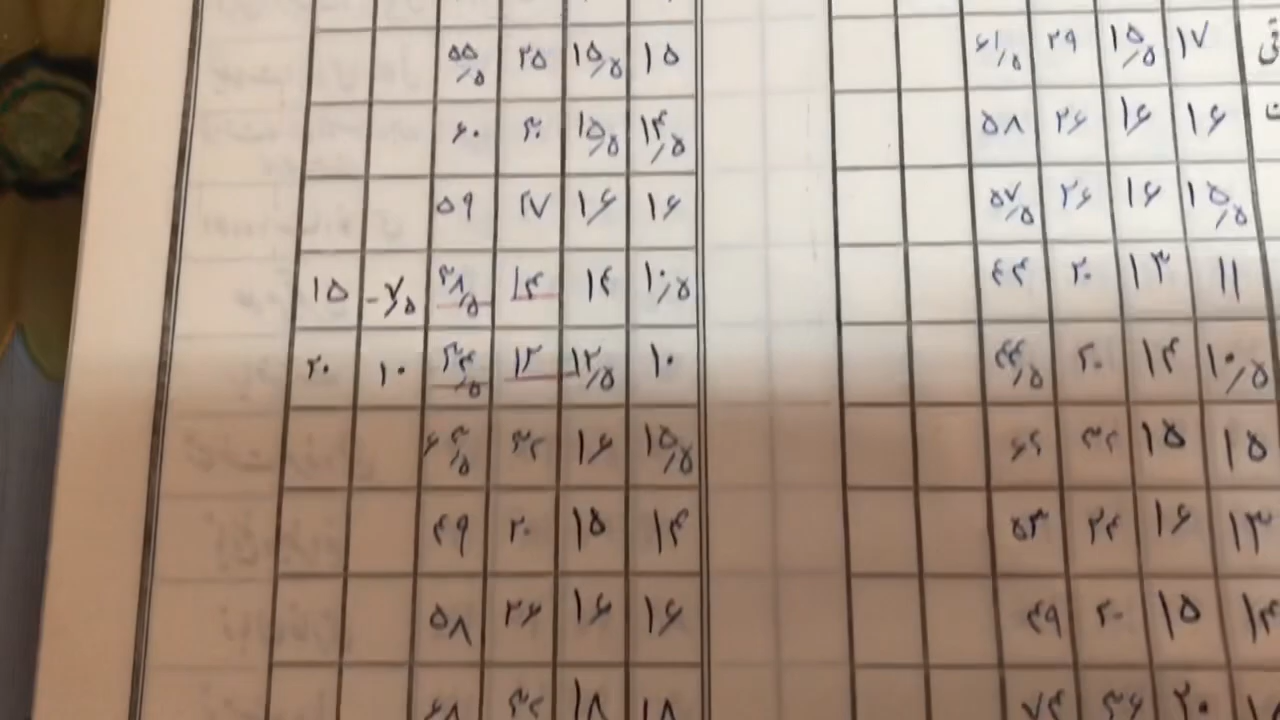 ۱۷ ۱۵/۵ ۲۹ ۶۱/۵ ۱۵ ۱۵/۵ ۲۵ ۵۵/۵
۱۶ ۱۶ ۲۶ ۵۸ ۱۴/۵ ۱۵/۵ ۳۰ ۶۰
۱۵/۵ ۱۶ ۲۶ ۵۷/۵ ۱۶ ۱۶ ۲۷ ۵۹
۱۱ ۱۳ ۲۰ ۴۴ ۱۰/۵ ۱۴ ۱۴ ۳۸/۵ -۷/۵ ۱۵
۱۰/۵ ۱۴ ۲۰ ۴۴/۵ ۱۰ ۱۲/۵ ۱۲ ۳۴/۵ ۱۰ ۲۰
۱۵ ۱۵ ۳۲ ۶۲ ۱۵/۵ ۱۶ ۳۲ ۶۳/۵
۱۳ ۱۶ ۲۴ ۵۳ ۱۴ ۱۵ ۲۰ ۴۹
۱۴ ۱۵ ۲۰ ۴۹ ۱۶ ۱۶ ۲۶ ۵۸
۲۰ ۳۶ ۷۴ ۱۸ ۱۸ ۳۲ ۶۸